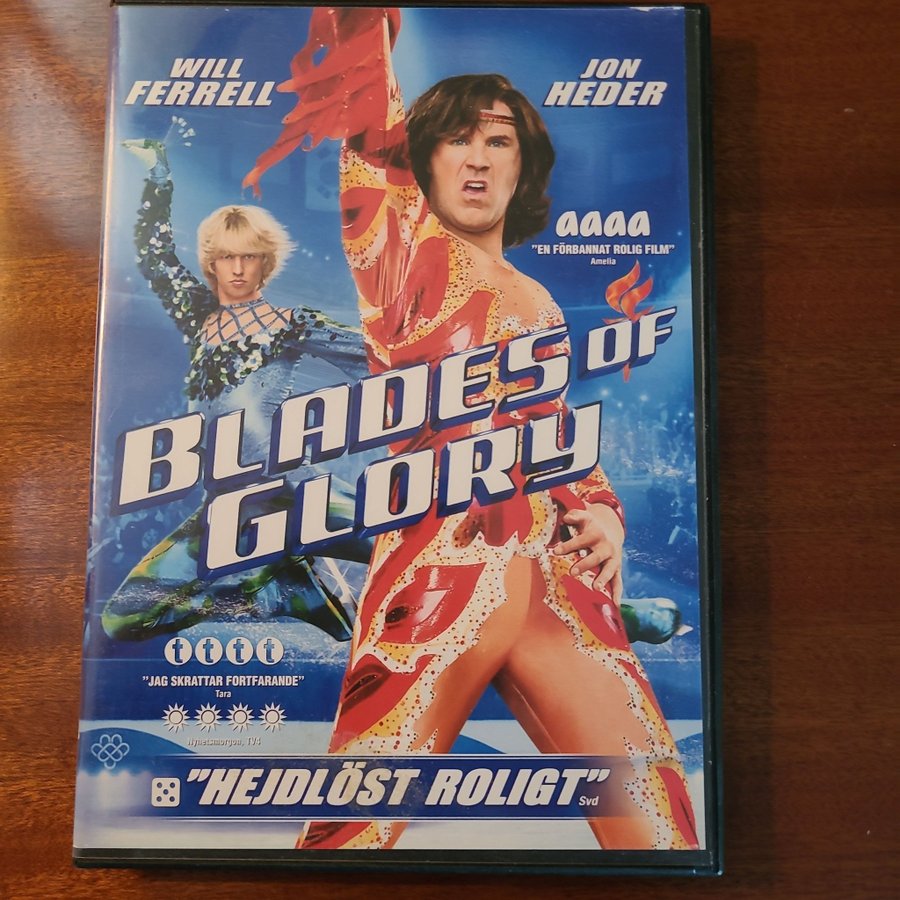 WILL
FERRELL
JON
HEDER
aaaa
"EN FÖRBANNAT ROLIG FILM"
Amelia
BLADES OF
GLORY
t t t t
"JAG SKRATTAR FORTFARANDE"
Tara
Nyhetsmorgon, TV4
"HEJDLÖST ROLIGT" Svd